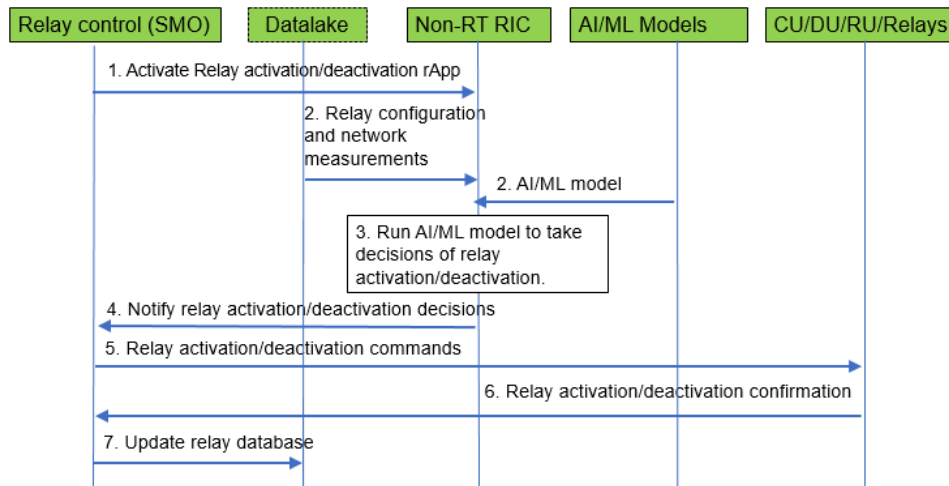 Relay control (SMO)
Datalake
Non-RT RIC
AI/ML Models
CU/DU/RU/Relays
1. Activate Relay activation/deactivation rApp
2. Relay configuration
and network
measurements
2. AI/ML model
3. Run AI/ML model to take
decisions of relay
activation/deactivation.
4. Notify relay activation/deactivation decisions
5. Relay activation/deactivation commands
6. Relay activation/deactivation confirmation
7. Update relay database